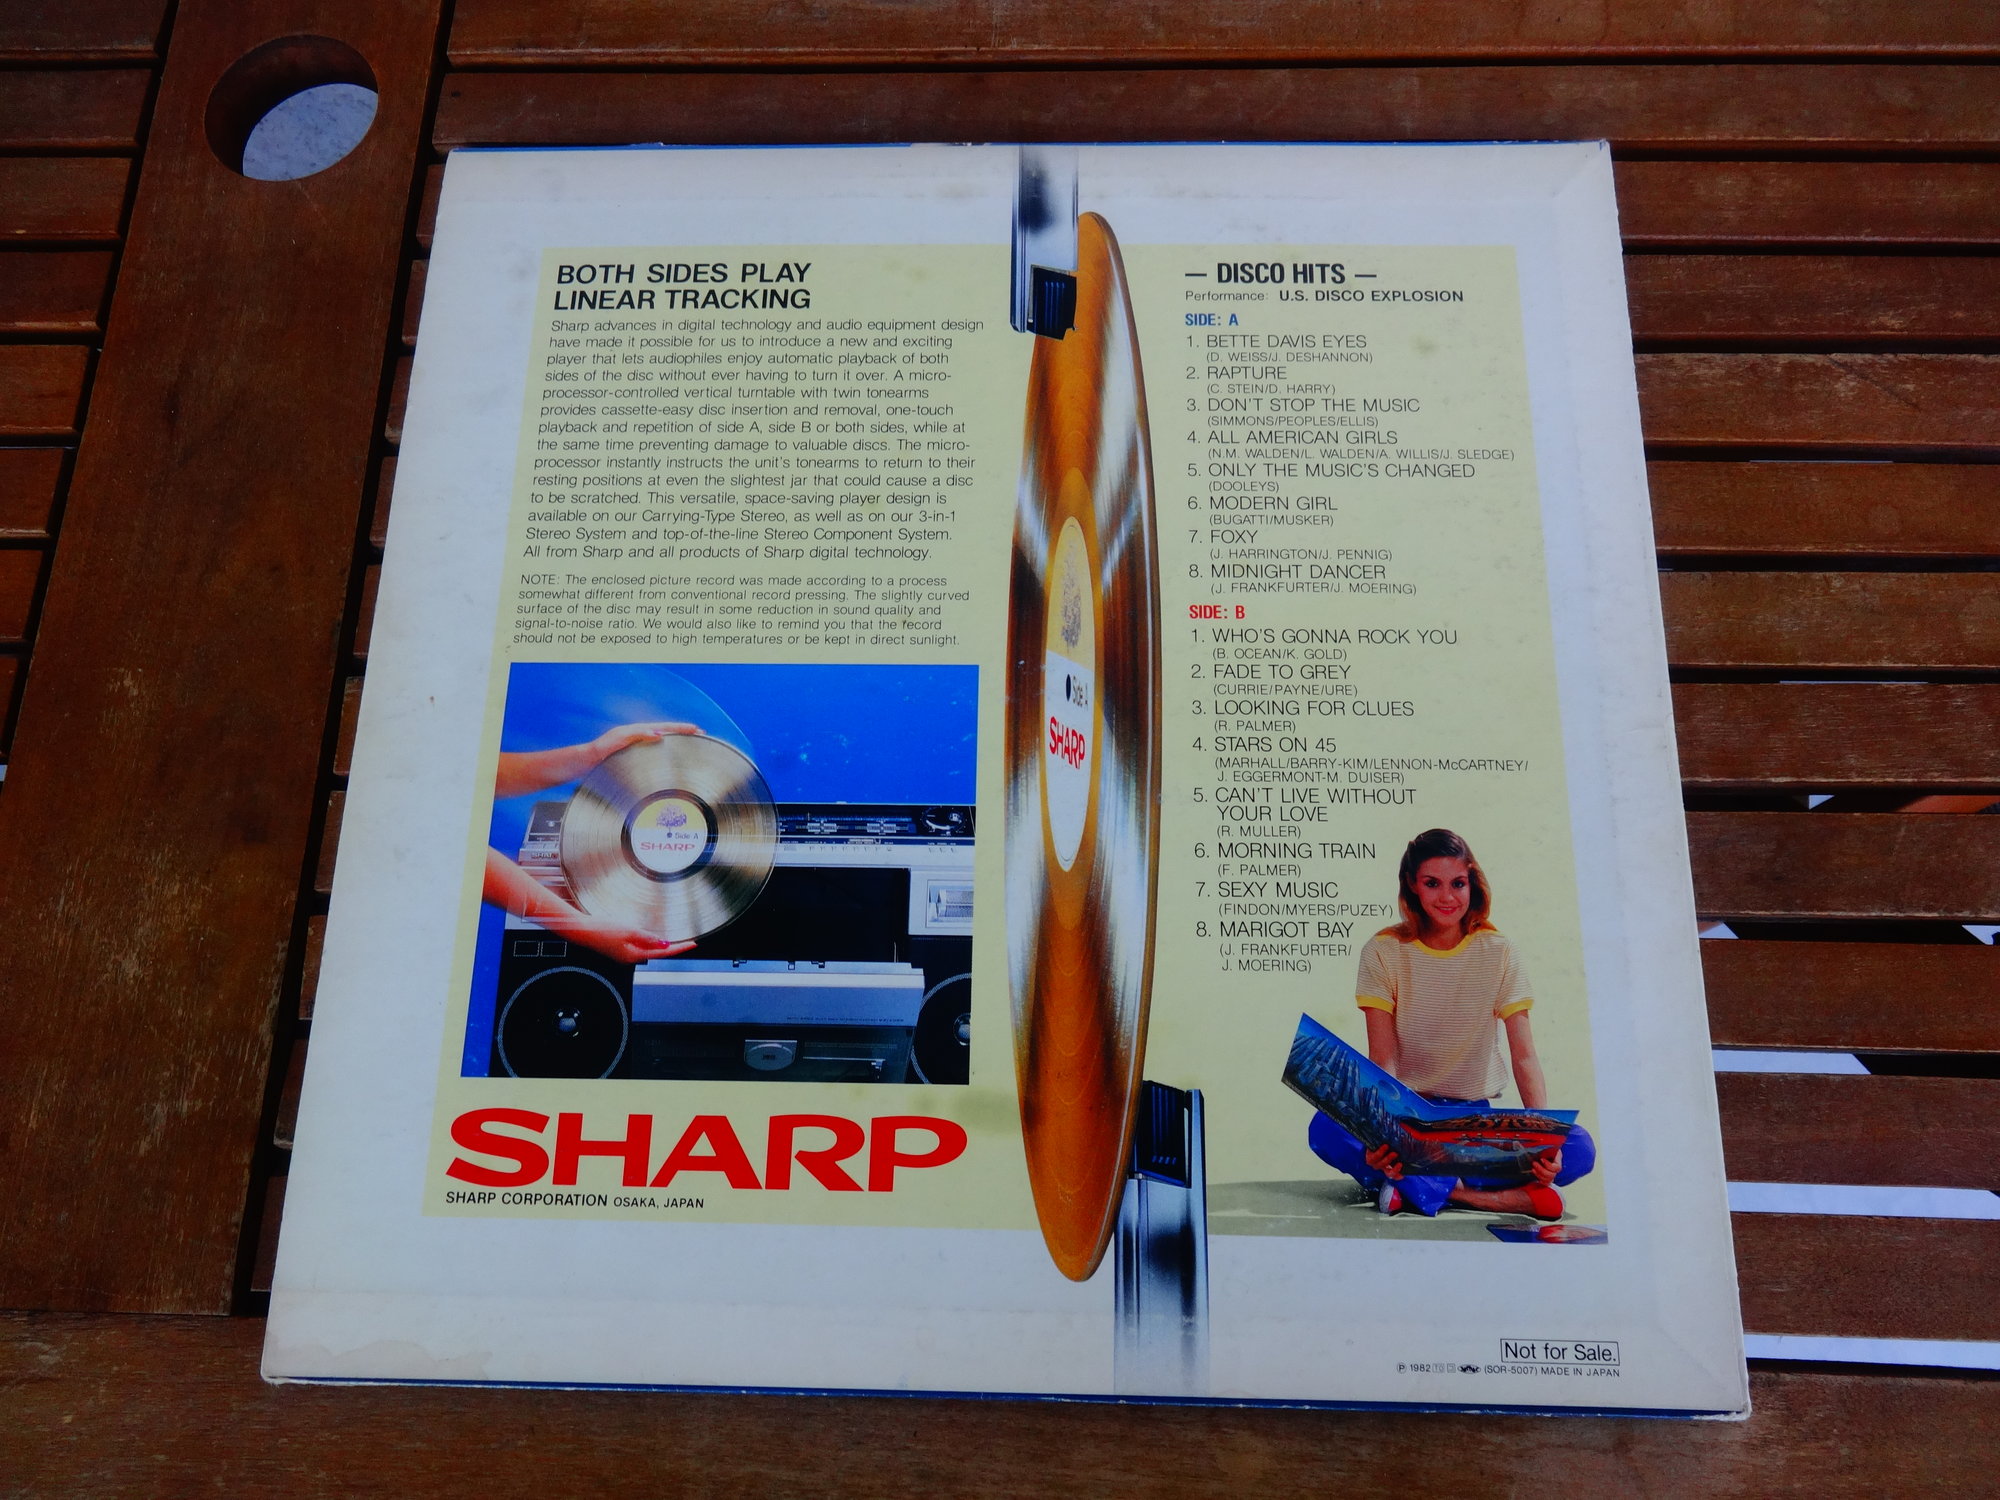 BOTH SIDES PLAY
LINEAR TRACKING
Sharp advances in digital technology and audio equipment design
have made it possible for us to introduce a new and exciting
player that lets audiophiles enjoy automatic playback of both
sides of the disc without ever having to turn it over. A micro-
processor-controlled vertical turntable with twin tonearms
provides cassette-easy disc insertion and removal, one-touch
playback and repetition of side A, side B or both sides, while at
the same time preventing damage to valuable discs. The micro-
processor instantly instructs the unit's tonearms to return to their
resting positions at even the slightest jar that could cause a disc
to be scratched. This versatile, space-saving player design is
available on our Carrying-Type Stereo, as well as on our 3-in-1
Stereo System and top-of-the-line Stereo Component System.
All from Sharp and all products of Sharp digital technology.
NOTE: The enclosed picture record was made according to a process
somewhat different from conventional record pressing. The slightly curved
surface of the disc may result in some reduction in sound quality and
signal-to-noise ratio. We would also like to remind you that the record
should not be exposed to high temperatures or be kept in direct sunlight.
Side A
SHARP
SHARP
SHARP CORPORATION OSAKA, JAPAN
Side A
SHARP
— DISCO HITS —
Performance: U.S. DISCO EXPLOSION
SIDE: A
1. BETTE DAVIS EYES
(D. WEISS/J. DESHANNON)
2. RAPTURE
(C. STEIN/D. HARRY)
3. DON'T STOP THE MUSIC
(SIMMONS/PEOPLES/ELLIS)
4. ALL AMERICAN GIRLS
(N.M. WALDEN/L. WALDEN/A. WILLIS/J. SLEDGE)
5. ONLY THE MUSIC'S CHANGED
(DOOLEYS)
6. MODERN GIRL
(BUGATTI/MUSKER)
7. FOXY
(J. HARRINGTON/J. PENNIG)
8. MIDNIGHT DANCER
(J. FRANKFURTER/J. MOERING)
SIDE: B
1. WHO'S GONNA ROCK YOU
(B. OCEAN/K. GOLD)
2. FADE TO GREY
(CURRIE/PAYNE/URE)
3. LOOKING FOR CLUES
(R. PALMER)
4. STARS ON 45
(MARHALL/BARRY-KIM/LENNON-McCARTNEY/
J. EGGERMONT-M. DUISER)
5. CAN'T LIVE WITHOUT
YOUR LOVE
(R. MULLER)
6. MORNING TRAIN
(F. PALMER)
7. SEXY MUSIC
(FINDON/MYERS/PUZEY)
8. MARIGOT BAY
(J. FRANKFURTER/
J. MOERING)
Not for Sale.
Ⓟ 1982 (SOR-5007) MADE IN JAPAN